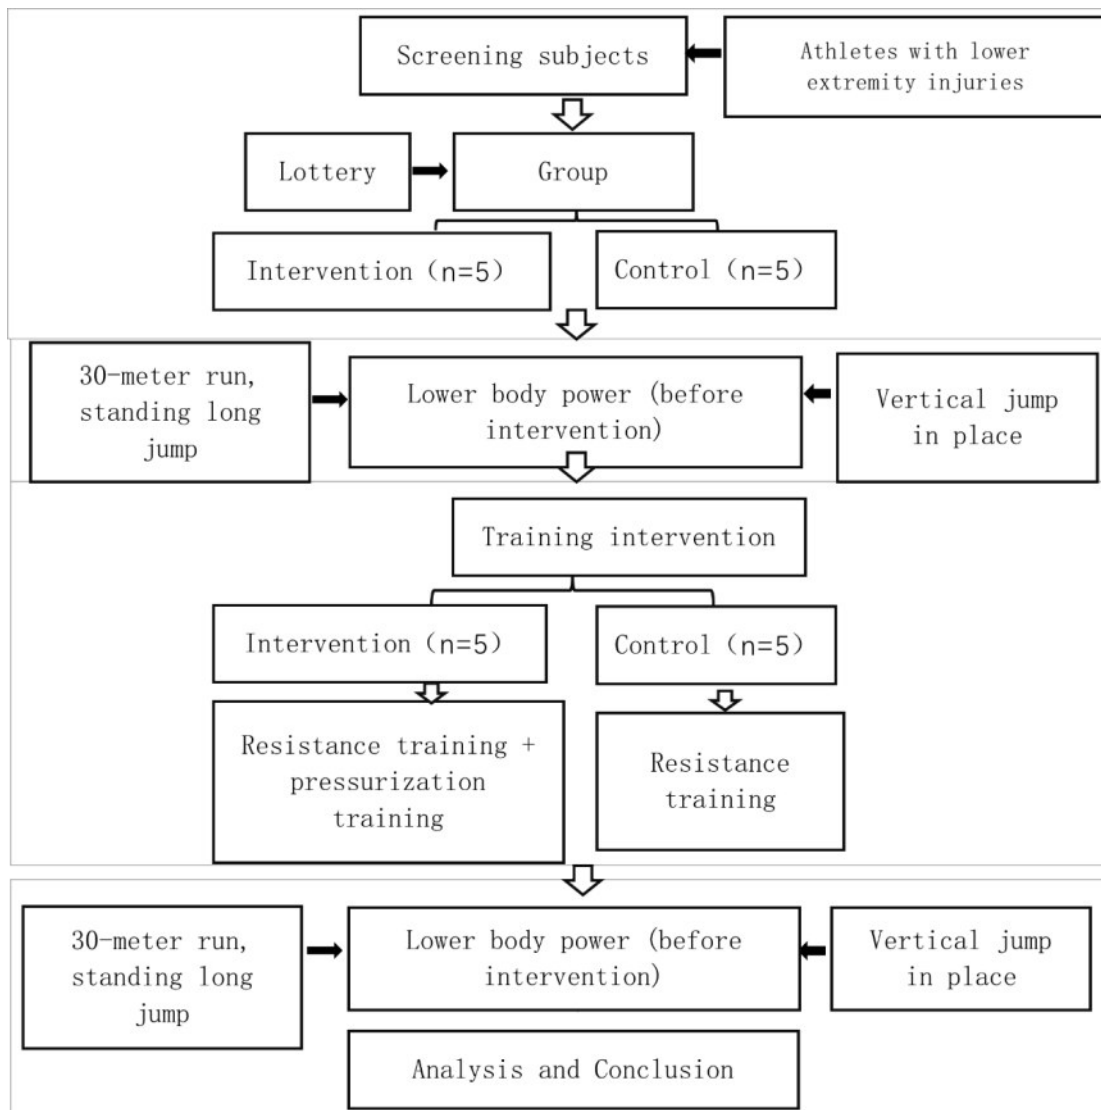 Screening subjects
Athletes with lower
extremity injuries
Lottery
Group
Intervention（n=5）
Control（n=5）
30-meter run,
standing long
jump
Lower body power (before
intervention)
Vertical jump
in place
Training intervention
Intervention（n=5）
Control（n=5）
Resistance training +
pressurization
training
Resistance
training
30-meter run,
standing long
jump
Lower body power (before
intervention)
Vertical jump
in place
Analysis and Conclusion